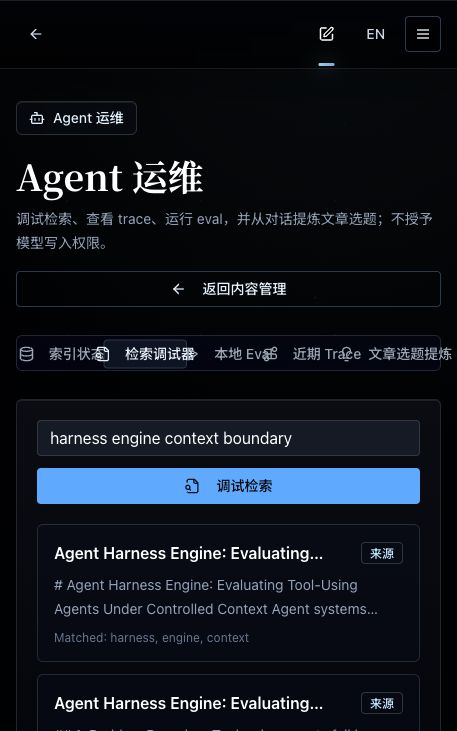 EN
Agent 运维
Agent 运维
调试检索、查看 trace、运行 eval，并从对话提炼文章选题；不授予
模型写入权限。
返回内容管理
索引状态 检索调试器 本地 Eval 近期 Trace 文章选题提炼
harness engine context boundary
调试检索
Agent Harness Engine: Evaluating... 来源
# Agent Harness Engine: Evaluating Tool-Using
Agents Under Controlled Context Agent systems...
Matched: harness, engine, context
Agent Harness Engine: Evaluating... 来源